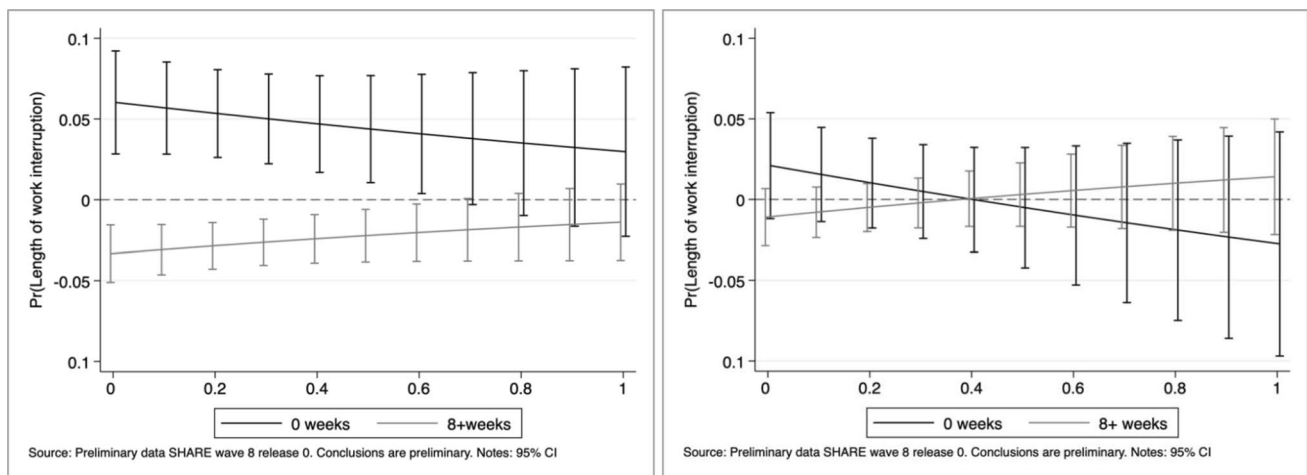 0.1
0.05
0
-0.05
0.1
Pr(Length of work interruption)
0 0.2 0.4 0.6 0.8 1
0 weeks 8+weeks
Source: Preliminary data SHARE wave 8 release 0. Conclusions are preliminary. Notes: 95% CI
0.1
0.05
0
-0.05
0.1
Pr(Length of work interruption)
0 0.2 0.4 0.6 0.8 1
0 weeks 8+ weeks
Source: Preliminary data SHARE wave 8 release 0. Conclusions are preliminary. Notes: 95% CI